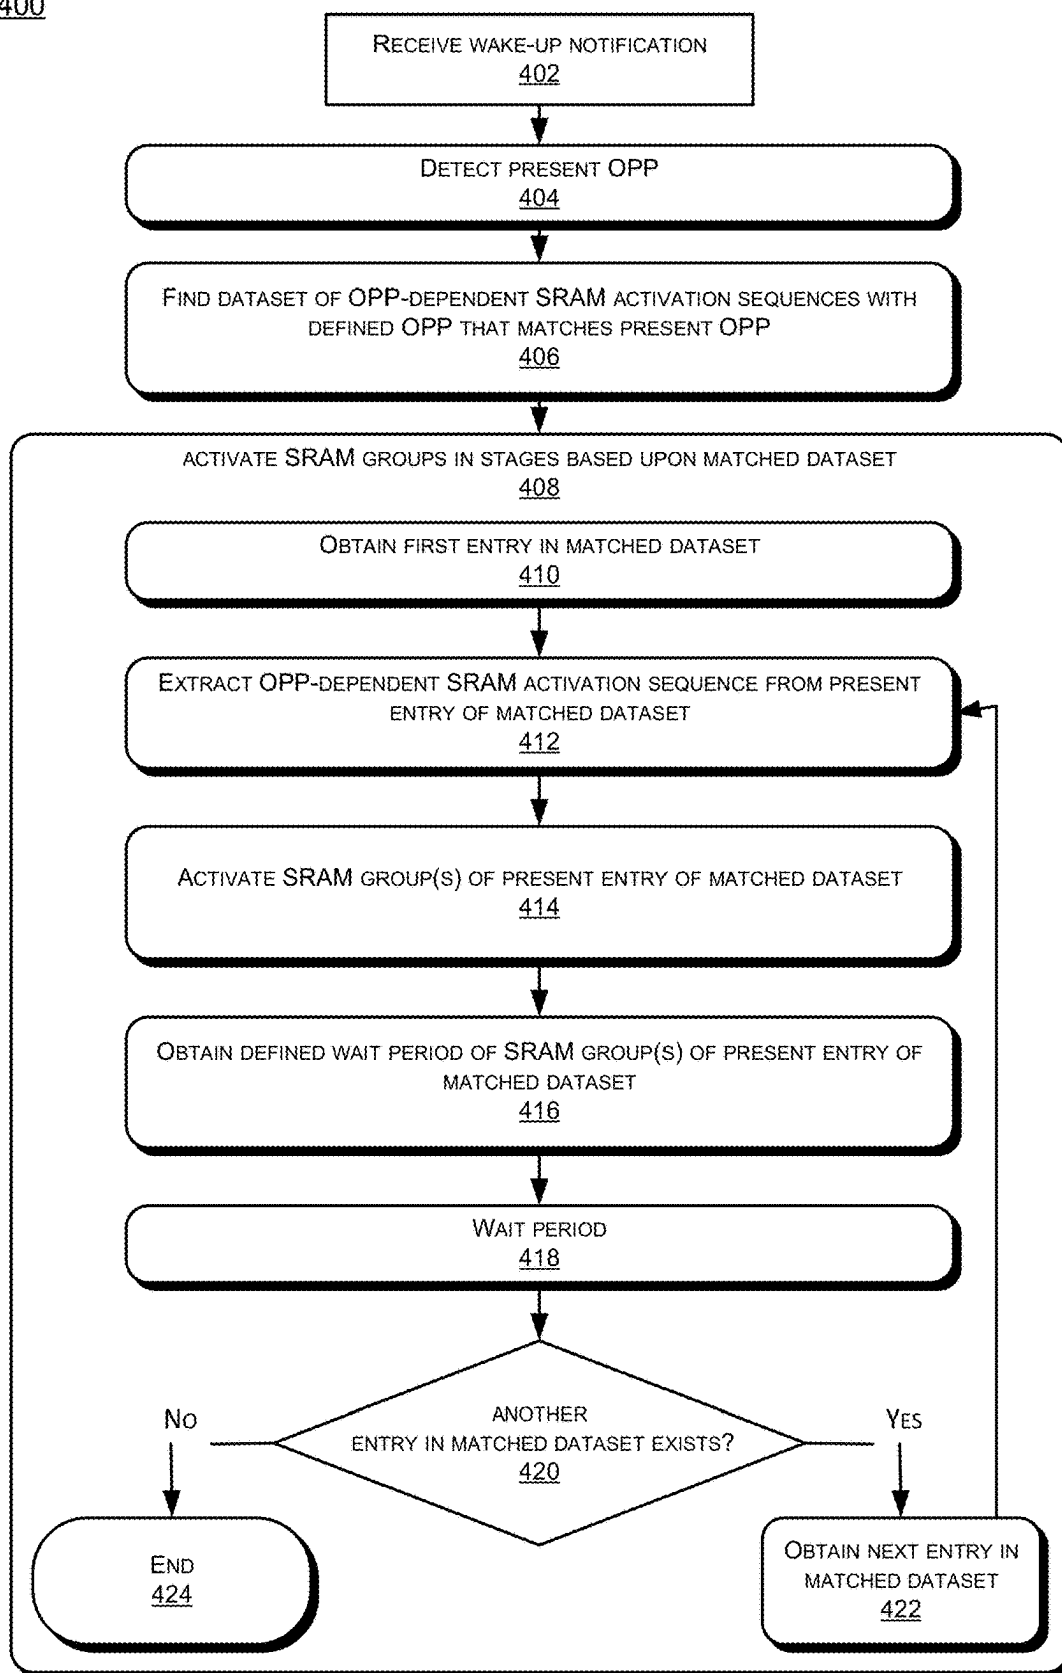 400
RECEIVE WAKE-UP NOTIFICATION
402
DETECT PRESENT OPP
404
FIND DATASET OF OPP-DEPENDENT SRAM ACTIVATION SEQUENCES WITH
DEFINED OPP THAT MATCHES PRESENT OPP
406
ACTIVATE SRAM GROUPS IN STAGES BASED UPON MATCHED DATASET
408
OBTAIN FIRST ENTRY IN MATCHED DATASET
410
EXTRACT OPP-DEPENDENT SRAM ACTIVATION SEQUENCE FROM PRESENT
ENTRY OF MATCHED DATASET
412
ACTIVATE SRAM GROUP(S) OF PRESENT ENTRY OF MATCHED DATASET
414
OBTAIN DEFINED WAIT PERIOD OF SRAM GROUP(S) OF PRESENT ENTRY OF
MATCHED DATASET
416
WAIT PERIOD
418
ANOTHER
ENTRY IN MATCHED DATASET EXISTS?
420
NO
YES
END
424
OBTAIN NEXT ENTRY IN
MATCHED DATASET
422